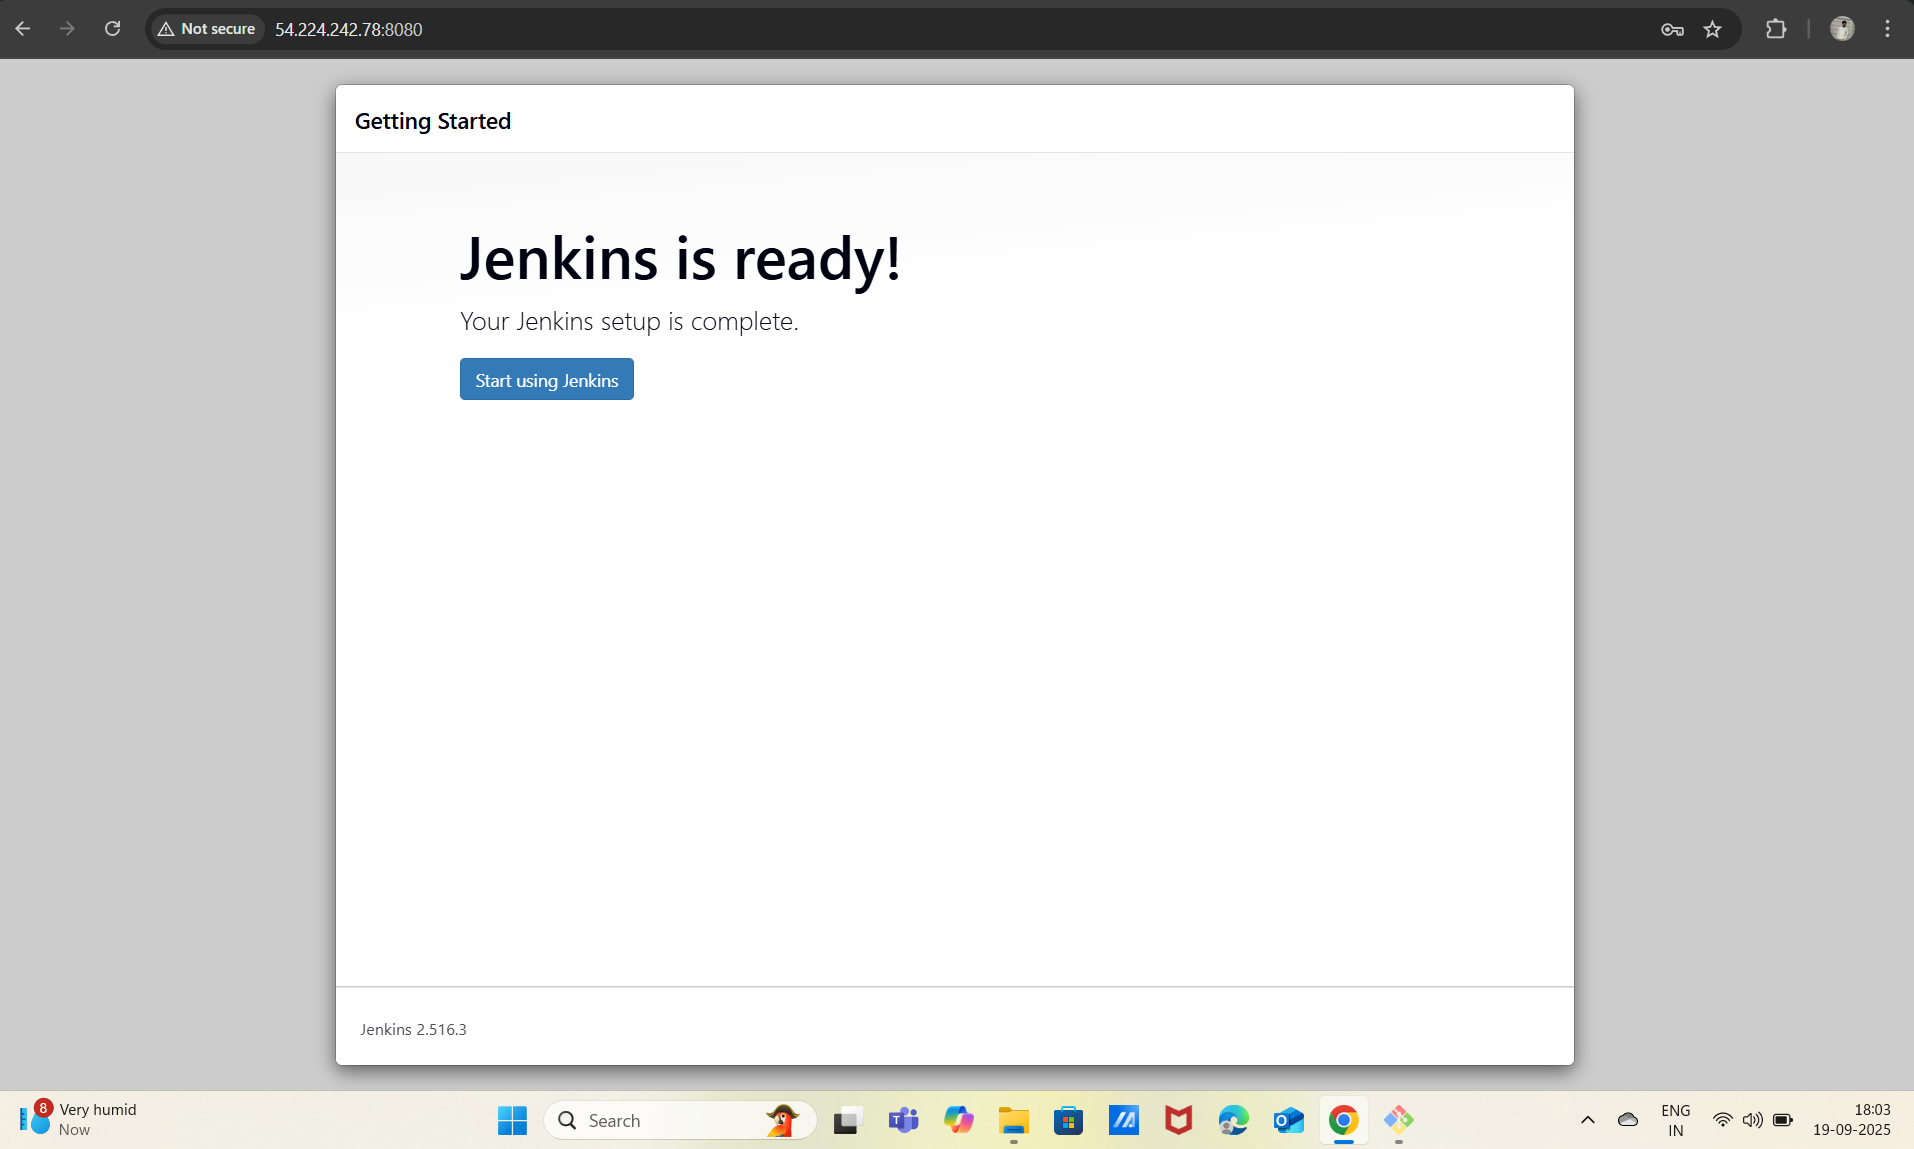 Not secure
54.224.242.78:8080
Getting Started
Jenkins is ready!
Your Jenkins setup is complete.
Start using Jenkins
Jenkins 2.516.3
8
Very humid
Now
Search
ENG
IN
18:03
19-09-2025